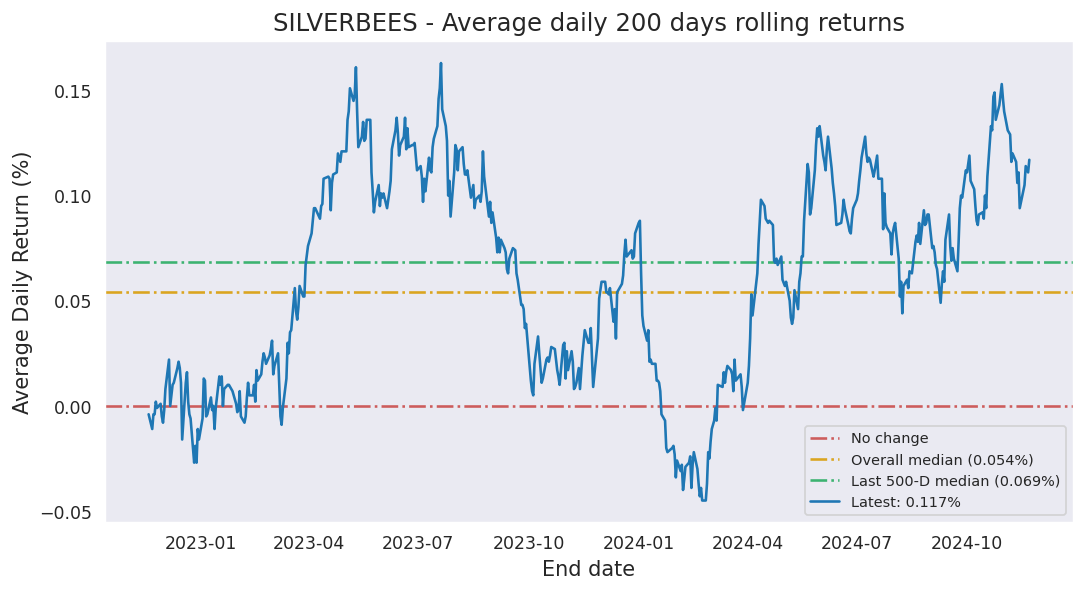 SILVERBEES - Average daily 200 days rolling returns
Average Daily Return (%)
0.15
0.10
0.05
0.00
−0.05
No change
Overall median (0.054%)
Last 500-D median (0.069%)
Latest: 0.117%
2023-01 2023-04 2023-07 2023-10 2024-01 2024-04 2024-07 2024-10
End date